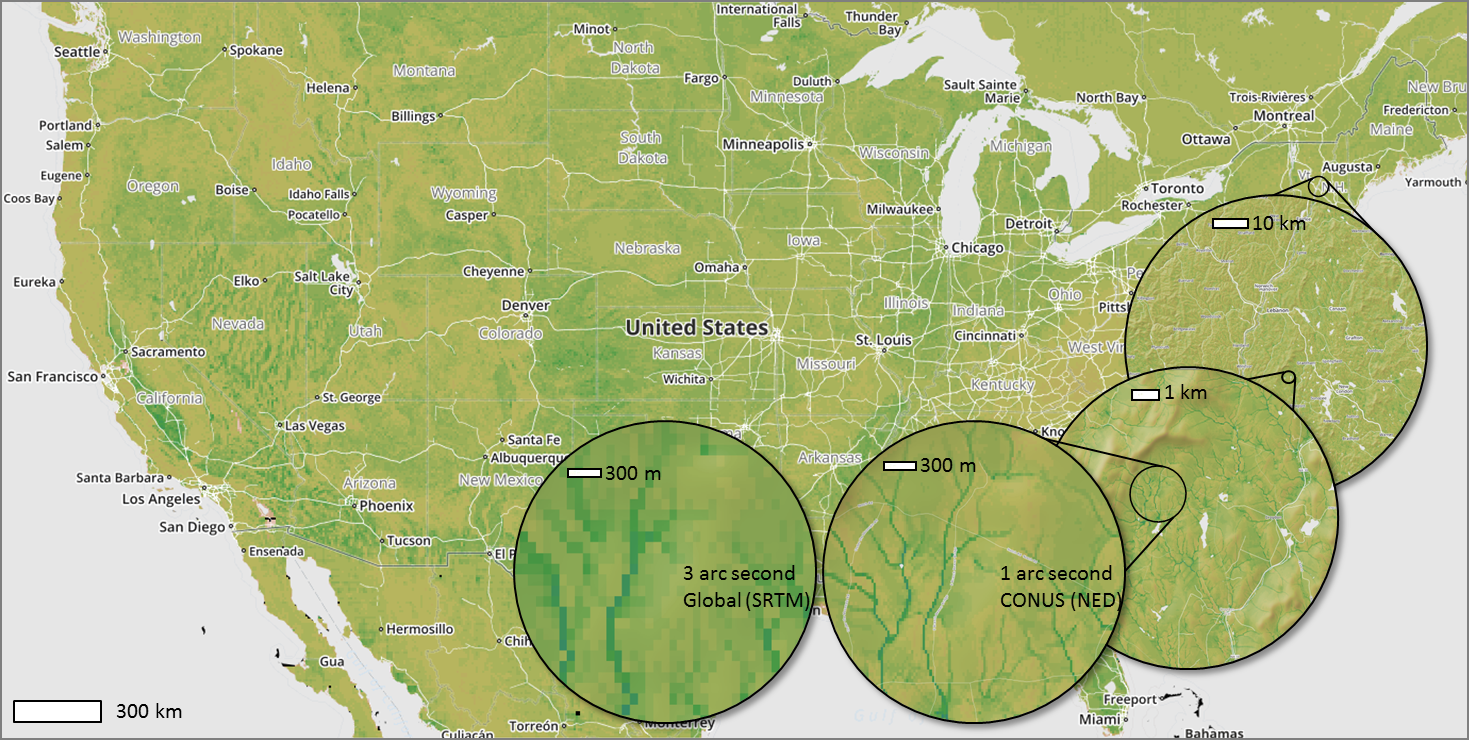 International
Falls
Thunder
Bay
Seattle
Washington
Spokane
Minot
North
Dakota
Montana
Helena
Fargo
Duluth
Minnesota
Sault Sainte
Marie
North Bay
Trois-Rivières
Montreal
New Bru
Fredericton
Maine
Billings
Portland
Salem
South
Dakota
Minneapolis
Wisconsin
Michigan
Ottawa
Augusta
Yarmouth
Eugene
Oregon
Idaho
Boise
Idaho Falls
Pocatello
Wyoming
Casper
Coos Bay
Milwaukee
Toronto
Rochester
Vt.
N.H.
10 km
Detroit
Chicago
Iowa
Nebraska
Omaha
Cheyenne
Eureka
Elko
Salt Lake
City
Pe
Pittsl
Ohio
Illinois
Indiana
Denver
Colorado
United States
Nevada
Utah
Kansas
St. Louis
Cincinnati
West Vir
Lebanon
Sacramento
San Francisco
California
St. George
Wichita
Missouri
Kentucky
1 km
Las Vegas
Santa Fe
Albuquerque
New Mexico
ma
Arkansas
Kno
Santa Barbara
Los Angeles
Arizona
Phoenix
300 m
300 m
San Diego
Ensenada
Tucson
El P
3 arc second
Global (SRTM)
1 arc second
CONUS (NED)
Hermosillo
Chih
Gua
300 km
Torreón
Monterrey
Culiacán
Gulf
Freeport
Miami
Bahamas